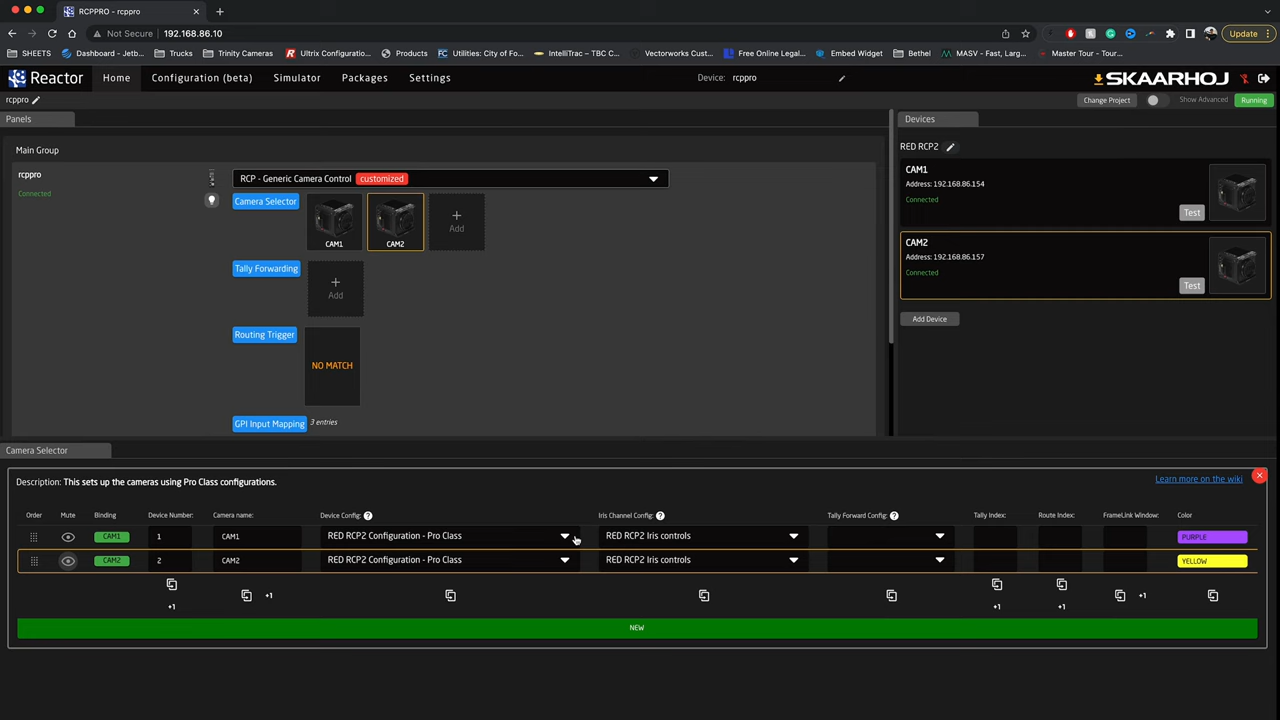 RCPPRO - rcppro
Not Secure 192.168.86.10 Update
SHEETS Dashboard - Jetb... Trucks Trinity Cameras Ultrix Configuratio... Products Utilities: City of Fo... IntelliTrac – TBC C... Vectorworks Cust... Free Online Legal... Embed Widget Bethel MASV - Fast, Larg... Master Tour - Tour...
Reactor Home Configuration (beta) Simulator Packages Settings Device: rcppro SKAARHOJ
rcppro Change Project Show Advanced Running
Panels
Main Group
rcppro
Connected
RCP - Generic Camera Control customized
Camera Selector
CAM1
CAM2
Add
Tally Forwarding
Add
Routing Trigger
NO MATCH
GPI Input Mapping 3 entries
Devices
RED RCP2
CAM1
Address: 192.168.86.154
Connected
Test
CAM2
Address: 192.168.86.157
Connected
Test
Add Device
Camera Selector
Description: This sets up the cameras using Pro Class configurations.
Learn more on the wiki
Order Mute Binding Device Number: Camera name: Device Config: Iris Channel Config: Tally Forward Config: Tally Index: Route Index: FrameLink Window: Color
CAM1 1 CAM1 RED RCP2 Configuration - Pro Class RED RCP2 Iris controls PURPLE
CAM2 2 CAM2 RED RCP2 Configuration - Pro Class RED RCP2 Iris controls YELLOW
+1 +1 +1 +1 +1
NEW